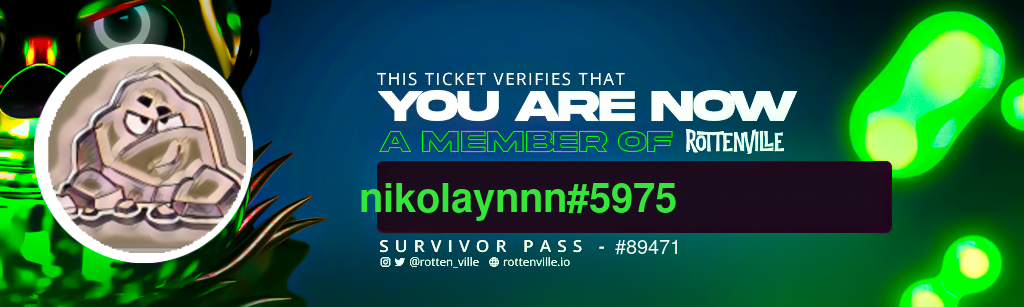 THIS TICKET VERIFIES THAT
YOU ARE NOW
A MEMBER OF ROTTENVILLE
nikolaynnn#5975
SURVIVOR PASS - #89471
@rotten_ville rottenville.io